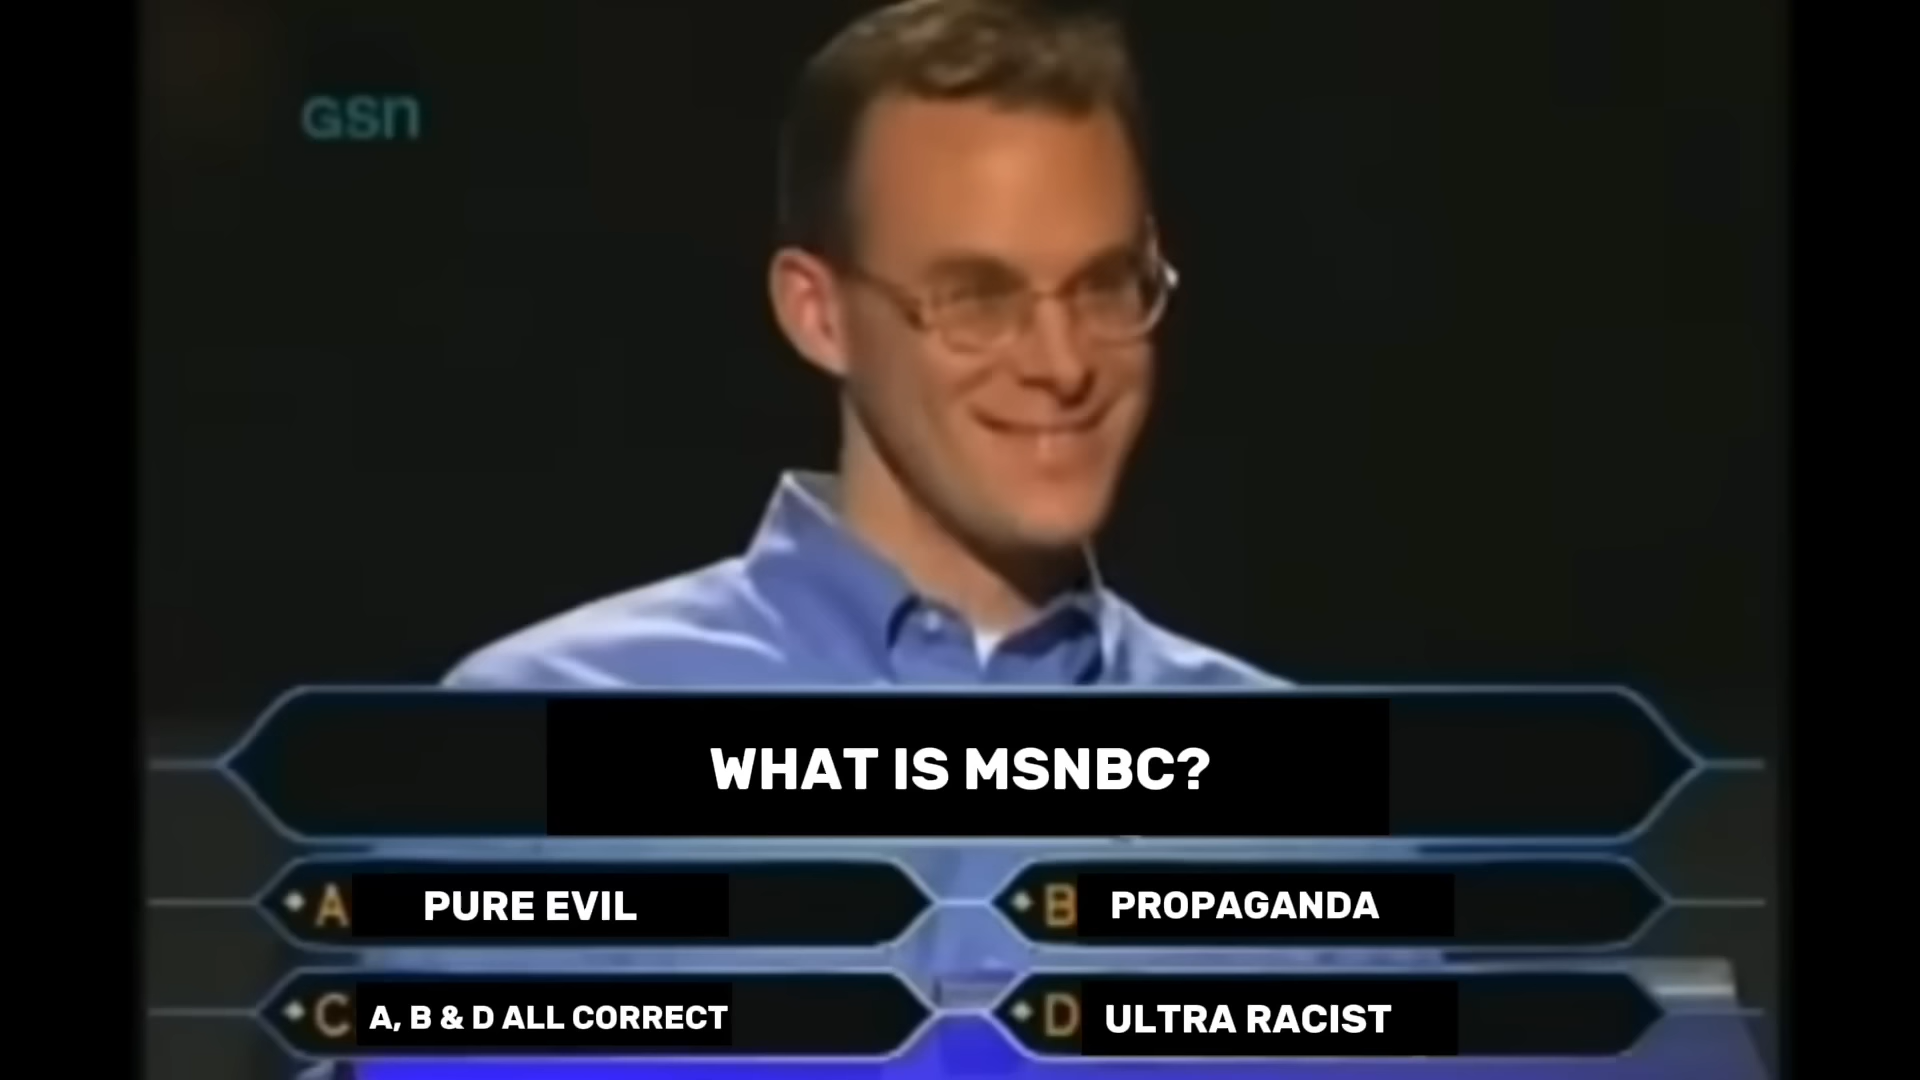 GSN
WHAT IS MSNBC?
A PURE EVIL
B PROPAGANDA
C A, B & D ALL CORRECT
D ULTRA RACIST